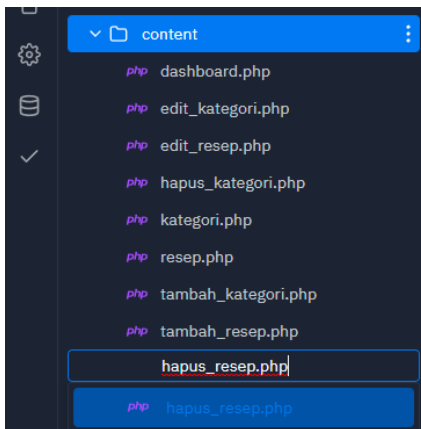 content
php dashboard.php
php edit_kategori.php
php edit_resep.php
php hapus_kategori.php
php kategori.php
php resep.php
php tambah_kategori.php
php tambah_resep.php
hapus_resep.php
php hapus_resep.php